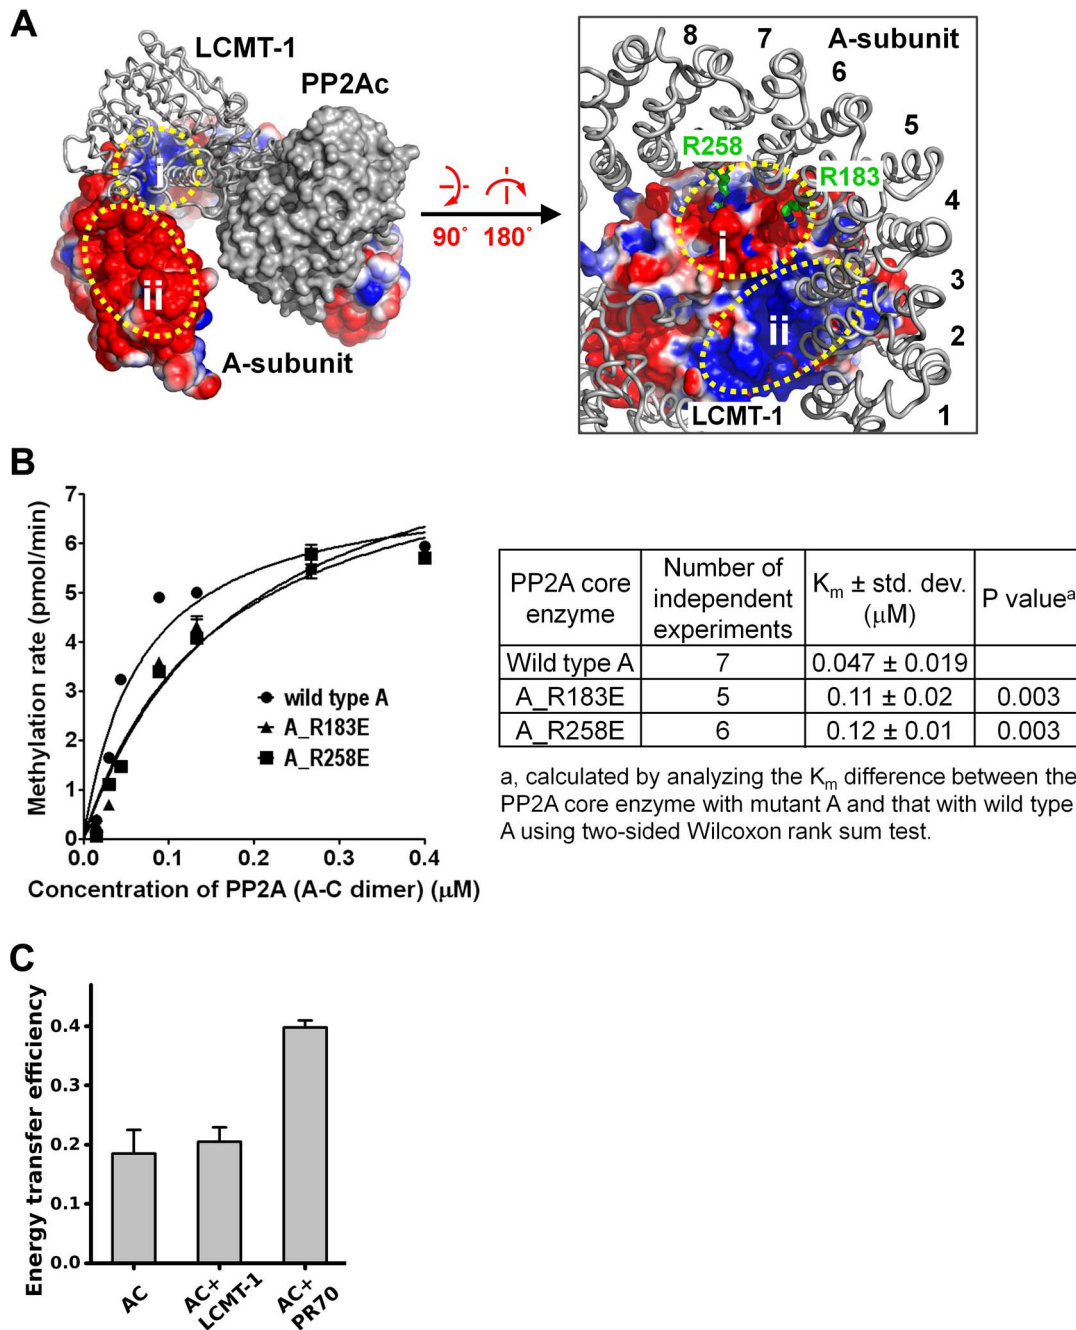 A
LCMT-1
PP2Ac
i
ii
A-subunit
90° 180°
8 7 A-subunit
6
R258
5
R183
4
i
3
ii
2
LCMT-1
1
B
Methylation rate (pmol/min)
7
6
5
4
3
2
1
0
wild type A
A_R183E
A_R258E
0.0 0.1 0.2 0.3 0.4
Concentration of PP2A (A-C dimer) (μM)
PP2A core enzyme | Number of independent experiments | Km ± std. dev. (μM) | P valueª
Wild type A | 7 | 0.047 ± 0.019 |
A_R183E | 5 | 0.11 ± 0.02 | 0.003
A_R258E | 6 | 0.12 ± 0.01 | 0.003
a, calculated by analyzing the Km difference between the
PP2A core enzyme with mutant A and that with wild type
A using two-sided Wilcoxon rank sum test.
C
Energy transfer efficiency
0.4
0.3
0.2
0.1
0.0
AC
AC+
LCMT-1
AC+
PR70